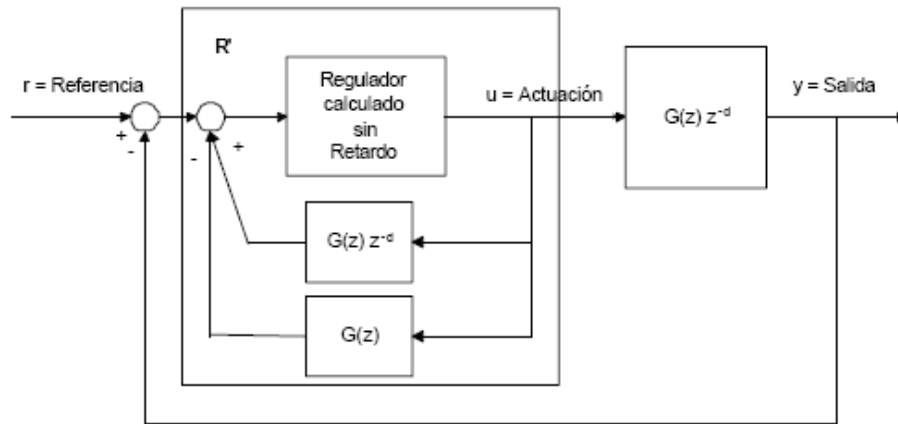 R'
r = Referencia
Regulador
calculado
sin
Retardo
u = Actuación
G(z) z⁻ᵈ
y = Salida
+
-
-
+
G(z) z⁻ᵈ
G(z)